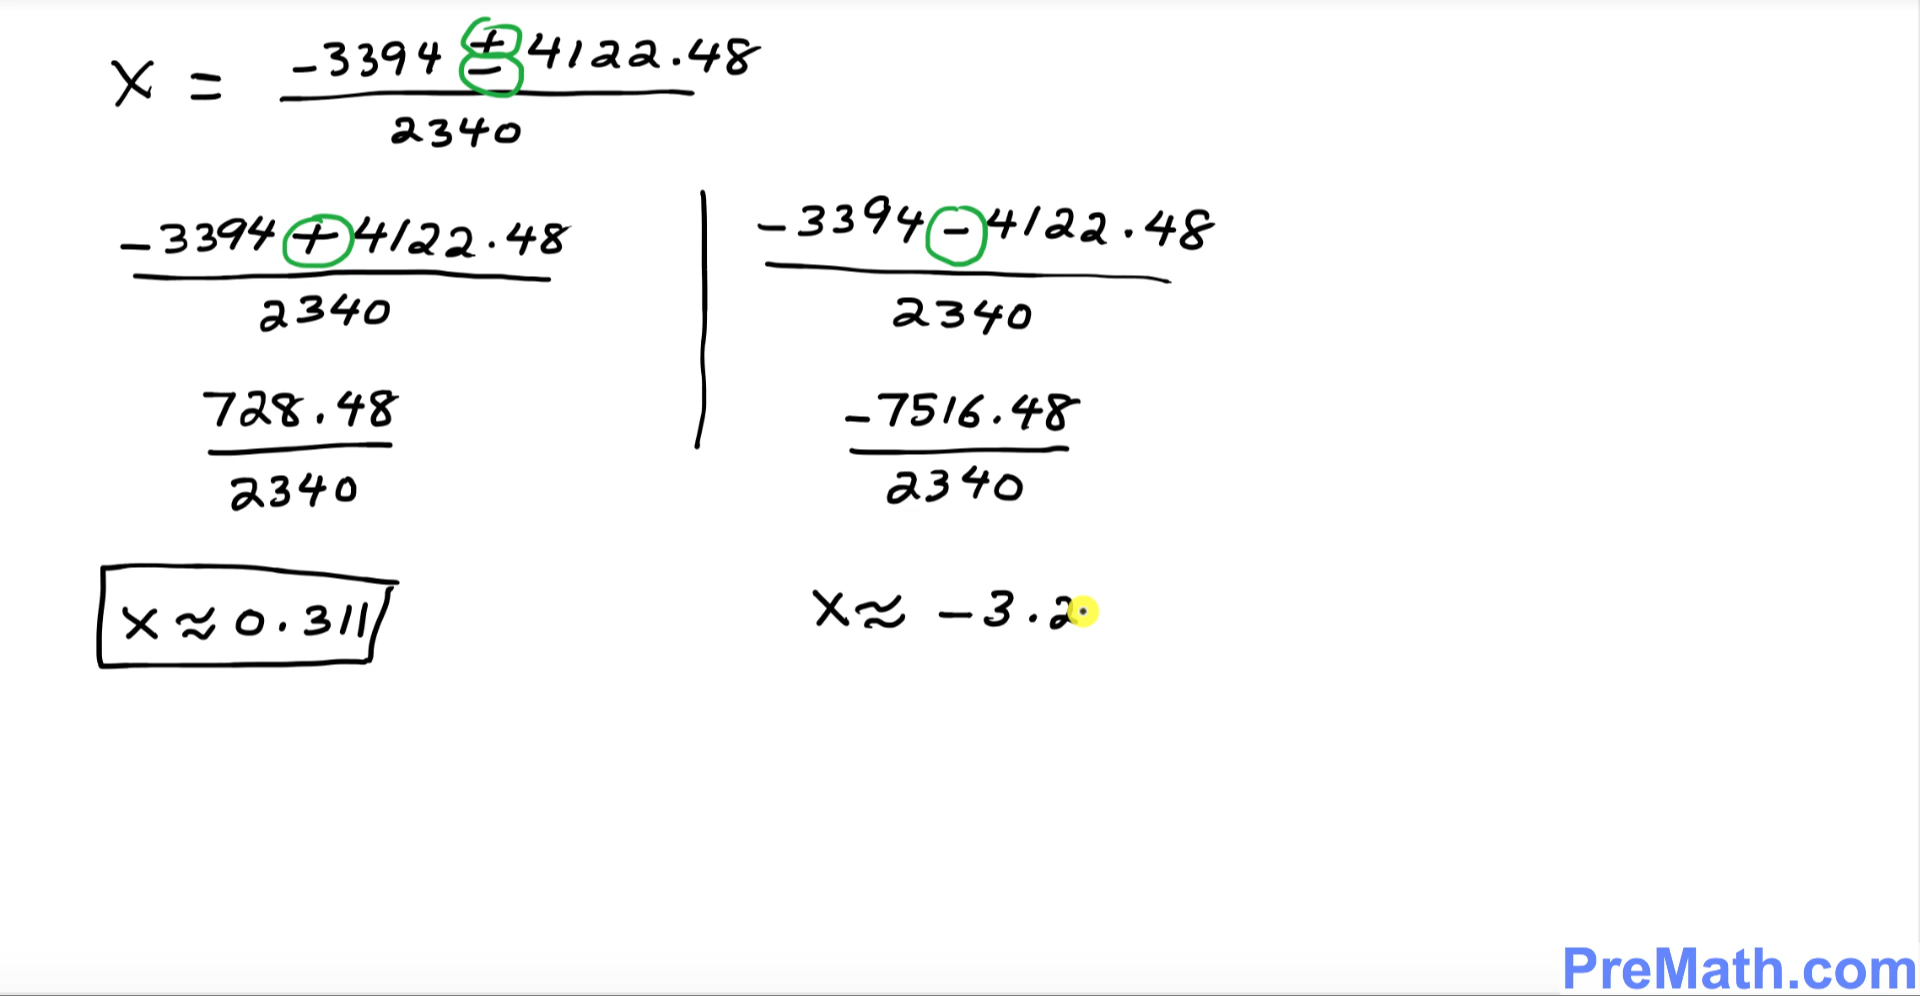 x = -3394 ± 4122.48
2340
-3394 + 4122.48
2340
728.48
2340
x ≈ 0.311
-3394 - 4122.48
2340
-7516.48
2340
x ≈ -3.2
PreMath.com